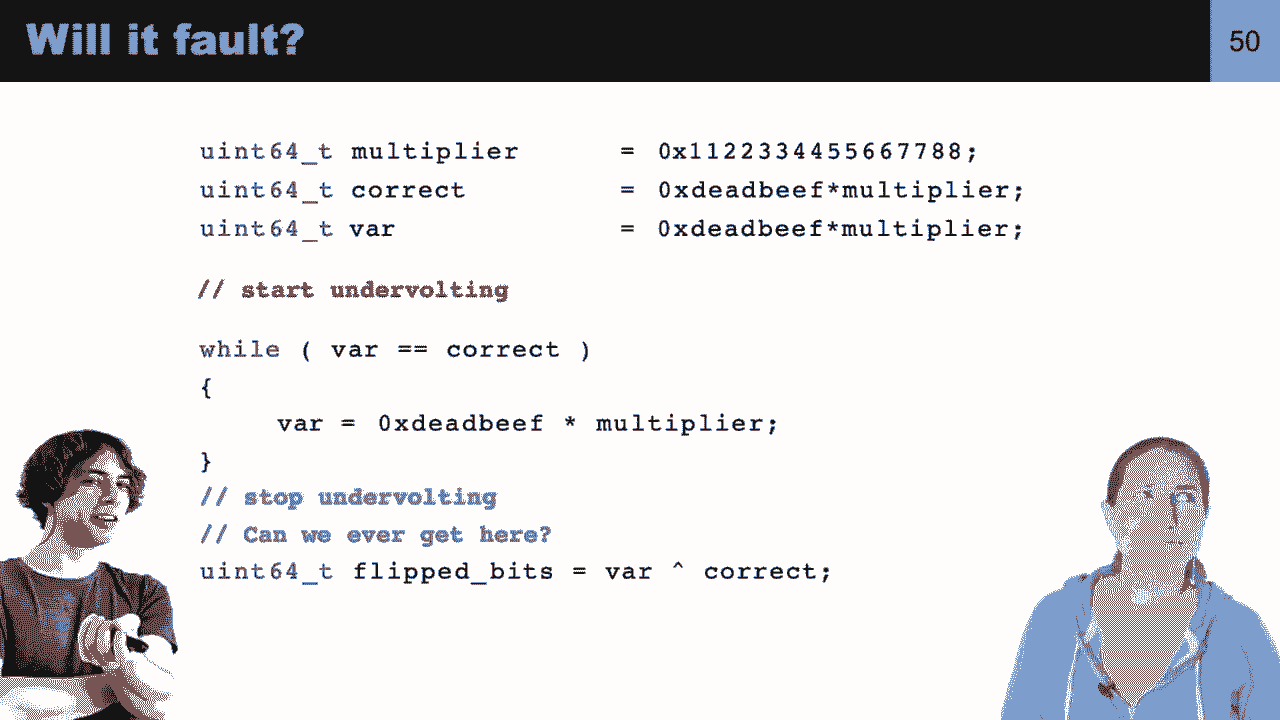 Will it fault?
50
uint64_t multiplier = 0x1122334455667788;
uint64_t correct = 0xdeadbeef*multiplier;
uint64_t var = 0xdeadbeef*multiplier;
// start undervolting
while ( var == correct )
{
var = 0xdeadbeef * multiplier;
}
// stop undervolting
// Can we ever get here?
uint64_t flipped_bits = var ^ correct;